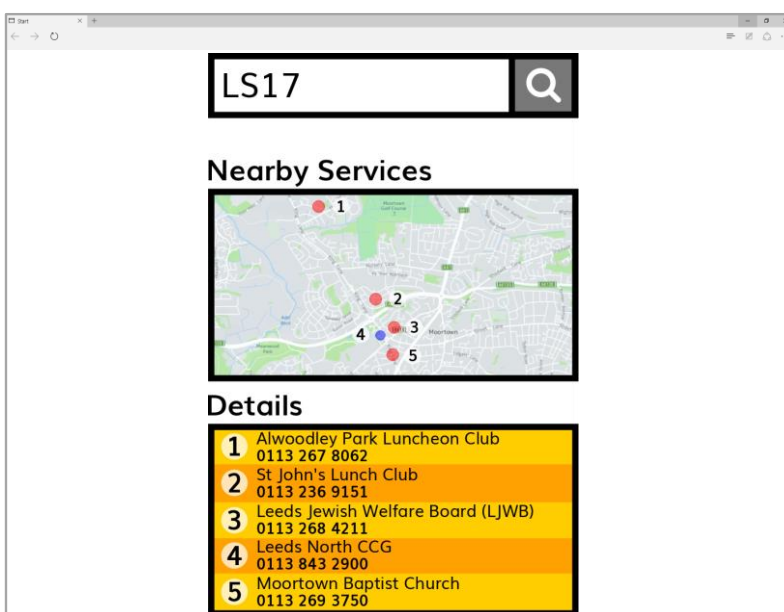 Start
LS17
Nearby Services
1
2
3
Moortown
4
5
Details
1 Alwoodley Park Luncheon Club
0113 267 8062
2 St John's Lunch Club
0113 236 9151
3 Leeds Jewish Welfare Board (LJWB)
0113 268 4211
4 Leeds North CCG
0113 843 2900
5 Moortown Baptist Church
0113 269 3750